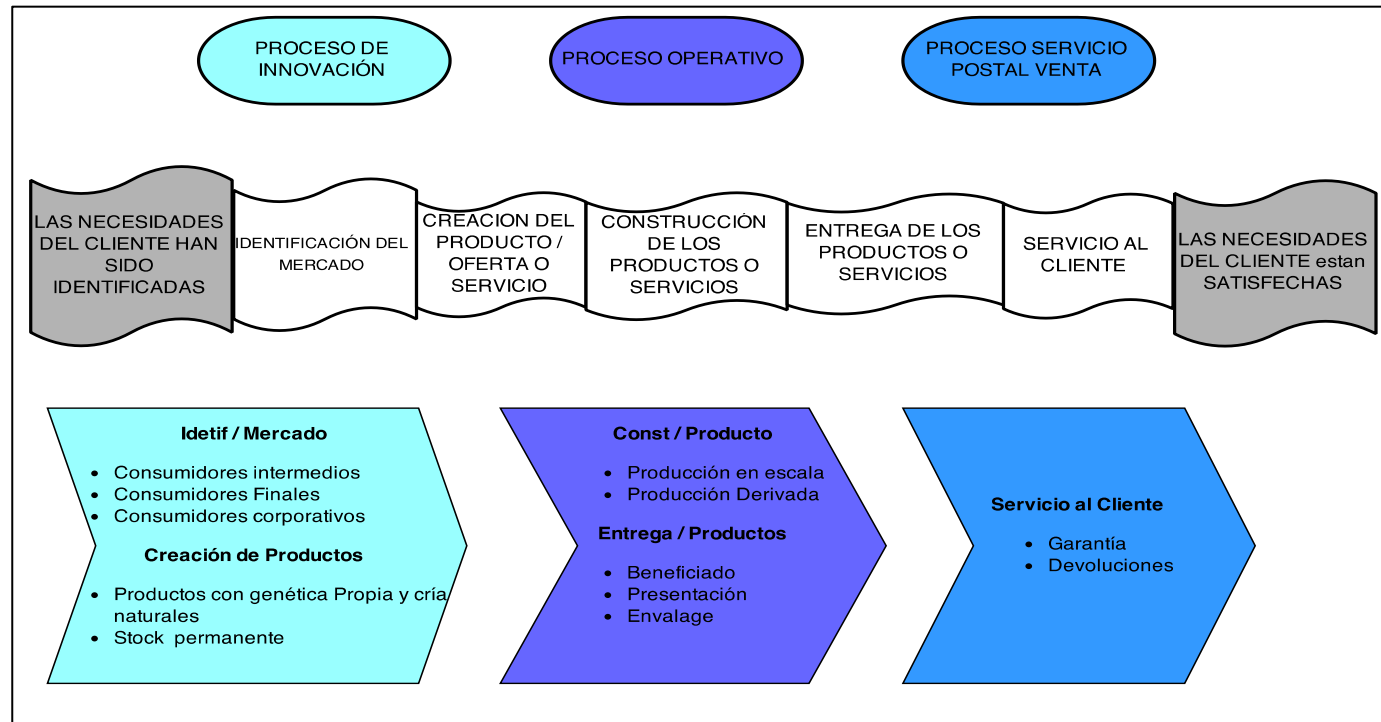 PROCESO DE
INNOVACIÓN
PROCESO OPERATIVO
PROCESO SERVICIO
POSTAL VENTA
LAS NECESIDADES
DEL CLIENTE HAN
SIDO
IDENTIFICADAS
IDENTIFICACIÓN DEL
MERCADO
CREACION DEL
PRODUCTO /
OFERTA O
SERVICIO
CONSTRUCCIÓN
DE LOS
PRODUCTOS O
SERVICIOS
ENTREGA DE LOS
PRODUCTOS O
SERVICIOS
SERVICIO AL
CLIENTE
LAS NECESIDADES
DEL CLIENTE estan
SATISFECHAS
Idetif / Mercado
• Consumidores intermedios
• Consumidores Finales
• Consumidores corporativos
Creación de Productos
• Productos con genética Propia y cría
naturales
• Stock permanente
Const / Producto
• Producción en escala
• Producción Derivada
Entrega / Productos
• Beneficiado
• Presentación
• Envalage
Servicio al Cliente
• Garantía
• Devoluciones